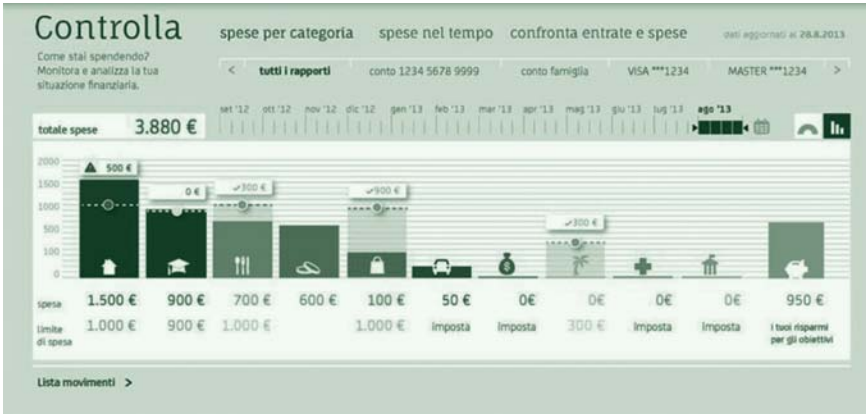 Controlla
Come stai spendendo?
Monitora e analizza la tua
situazione finanziaria.
spese per categoria spese nel tempo confronta entrate e spese
dati aggiornati al 28.8.2013
< tutti i rapporti conto 1234 5678 9999 conto famiglia VISA ***1234 MASTER ***1234 >
totale spese 3.880 €
set '12 ott '12 nov '12 dic '12 gen '13 feb '13 mar '13 apr '13 mag '13 giu '13 lug '13 ago '13
2000
1500
1000
500
100
0
500 €
0 €
✓300 €
✓900 €
✓300 €
spesa 1.500 € 900 € 700 € 600 € 100 € 50 € 0€ 0€ 0€ 0€ 950 €
limite
di spesa
1.000 € 900 € 1.000 € 1.000 € Imposta Imposta 300 € Imposta Imposta
i tuoi risparmi
per gli obiettivi
Lista movimenti >